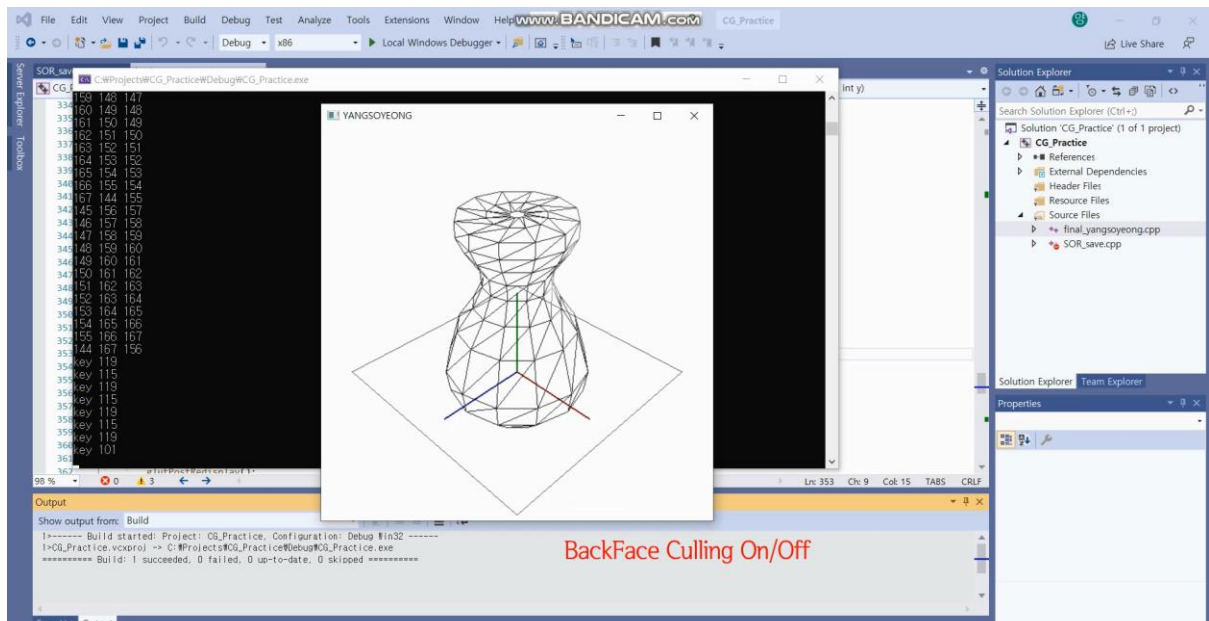 File Edit View Project Build Debug Test Analyze Tools Extensions Window Help
www.BANDICAM.com
CG_Practice
양
Debug x86 Local Windows Debugger
Live Share
Server Explorer
Toolbox
SOR_sav
C:₩Projects₩CG_Practice₩Debug₩CG_Practice.exe
int y)
159 148 147
160 149 148
161 150 149
162 151 150
163 152 151
164 153 152
165 154 153
166 155 154
167 144 155
145 156 157
146 157 158
147 158 159
148 159 160
149 160 161
150 161 162
151 162 163
152 163 164
153 164 165
154 165 166
155 166 167
144 167 156
key 119
key 115
key 119
key 115
key 119
key 115
key 119
key 101
YANGSOYEONG
glutPostRedisplay();
98 % 0 3 Ln: 353 Ch: 9 Col: 15 TABS CRLF
Output
Show output from: Build
1>------ Build started: Project: CG_Practice, Configuration: Debug Win32 ------
1>CG_Practice.vcxproj -> C:₩Projects₩CG_Practice₩Debug₩CG_Practice.exe
========== Build: 1 succeeded, 0 failed, 0 up-to-date, 0 skipped ==========
BackFace Culling On/Off
Solution Explorer
Search Solution Explorer (Ctrl+;)
Solution 'CG_Practice' (1 of 1 project)
CG_Practice
References
External Dependencies
Header Files
Resource Files
Source Files
final_yangsoyeong.cpp
SOR_save.cpp
Solution Explorer Team Explorer
Properties